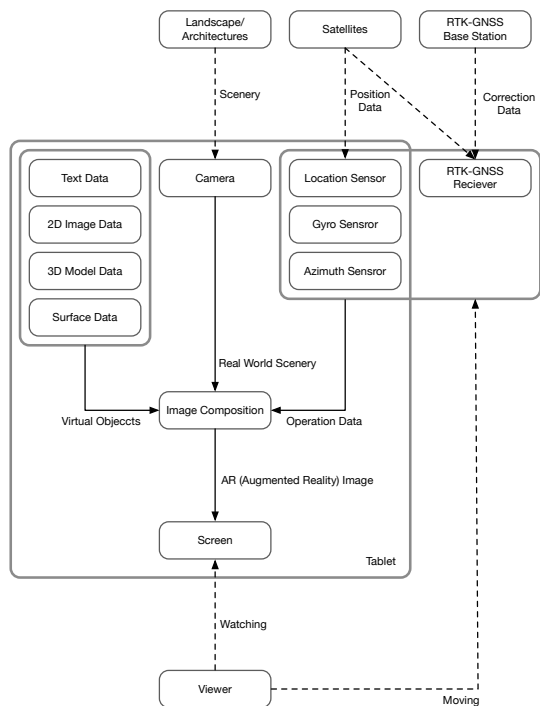 Landscape/
Architectures
Satellites
RTK-GNSS
Base Station
Scenery
Position
Data
Correction
Data
Text Data
Camera
Location Sensor
RTK-GNSS
Reciever
2D Image Data
Gyro Sensror
3D Model Data
Azimuth Sensror
Surface Data
Real World Scenery
Image Composition
Virtual Objeccts
Operation Data
AR (Augmented Reality) Image
Screen
Tablet
Watching
Viewer
Moving